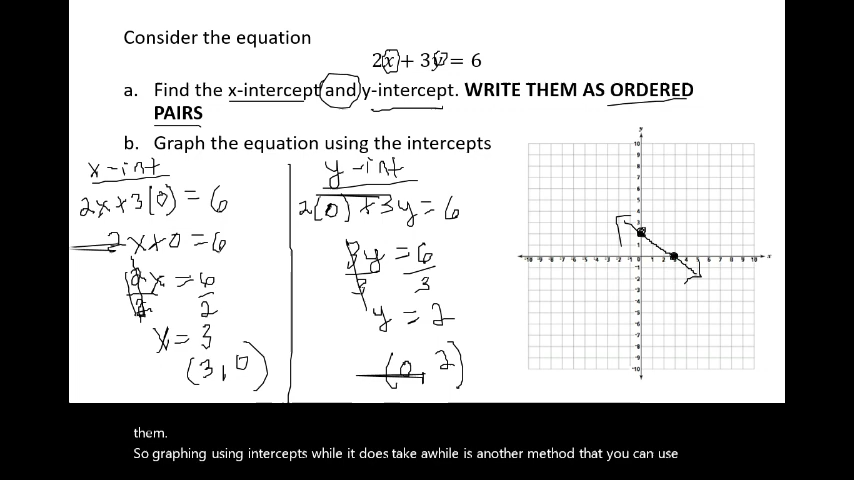 Consider the equation
2x + 3y = 6
a. Find the x-intercept and y-intercept. WRITE THEM AS ORDERED
PAIRS
b. Graph the equation using the intercepts
x-int
2x+3(0) = 6
2x+0 = 6
2x = 6
2 2
x = 3
(3, 0)
y-int
2(0) + 3y = 6
3y = 6
3 3
y = 2
(0, 2)
y
x
them.
So graphing using intercepts while it does take awhile is another method that you can use